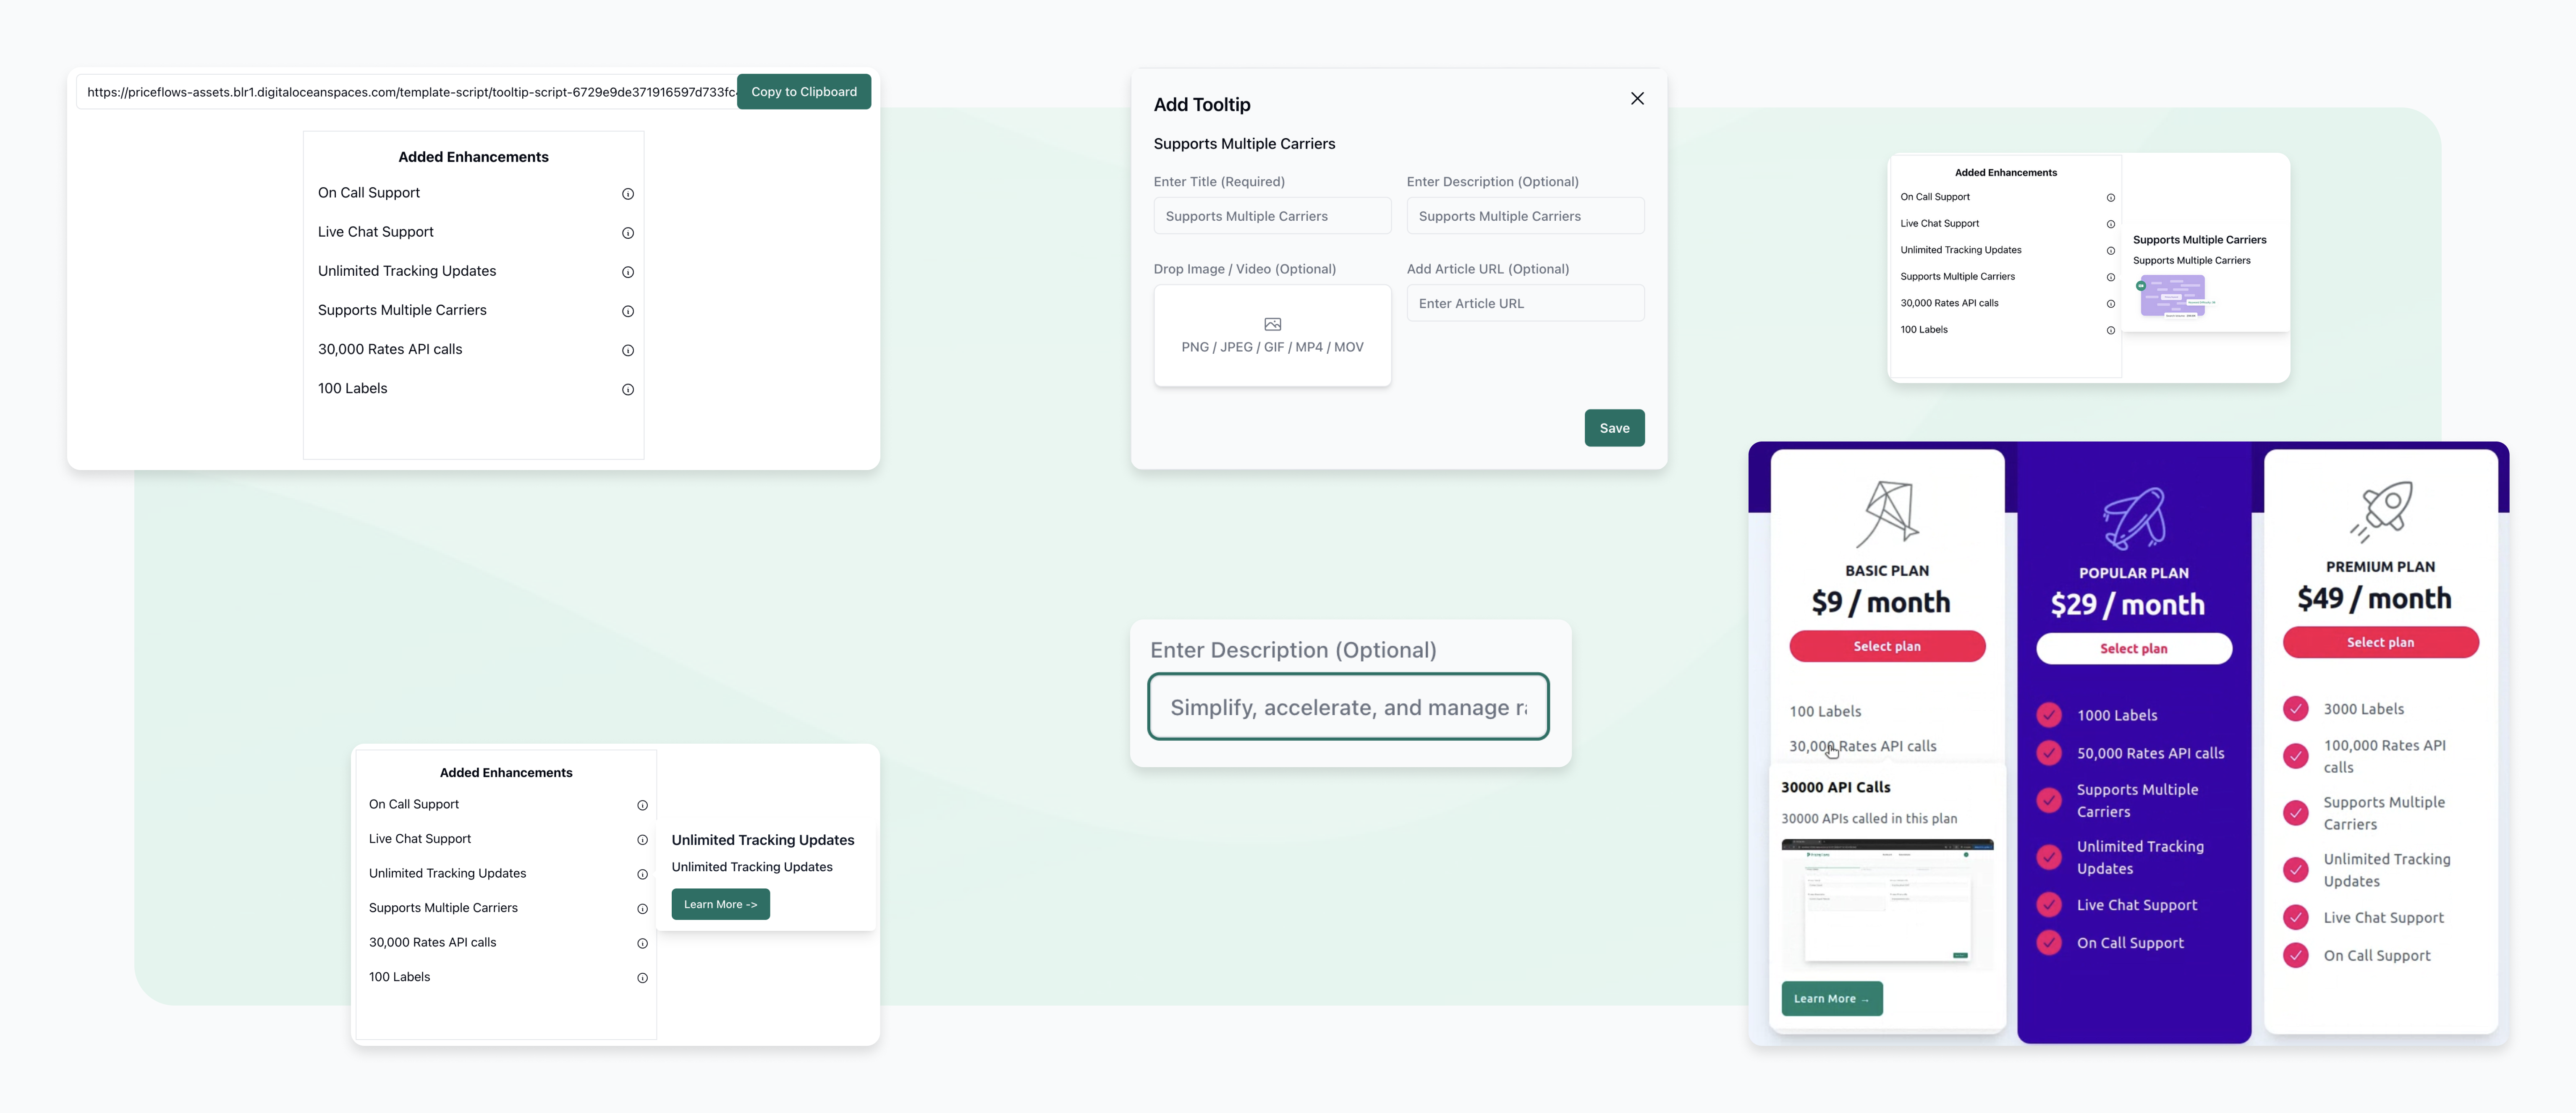 https://priceflows-assets.blr1.digitaloceanspaces.com/template-script/tooltip-script-6729e9de371916597d733fc
Copy to Clipboard
Added Enhancements
On Call Support
Live Chat Support
Unlimited Tracking Updates
Supports Multiple Carriers
30,000 Rates API calls
100 Labels
Add Tooltip
Supports Multiple Carriers
Enter Title (Required)
Enter Description (Optional)
Supports Multiple Carriers
Supports Multiple Carriers
Drop Image / Video (Optional)
Add Article URL (Optional)
Enter Article URL
PNG / JPEG / GIF / MP4 / MOV
Save
Added Enhancements
On Call Support
Live Chat Support
Unlimited Tracking Updates
Supports Multiple Carriers
30,000 Rates API calls
100 Labels
Supports Multiple Carriers
Supports Multiple Carriers
Added Enhancements
On Call Support
Live Chat Support
Unlimited Tracking Updates
Supports Multiple Carriers
30,000 Rates API calls
100 Labels
Unlimited Tracking Updates
Unlimited Tracking Updates
Learn More ->
Enter Description (Optional)
Simplify, accelerate, and manage
BASIC PLAN
$9 / month
Select plan
100 Labels
30,000 Rates API calls
30000 API Calls
30000 APIs called in this plan
Learn More →
POPULAR PLAN
$29 / month
Select plan
1000 Labels
50,000 Rates API calls
Supports Multiple
Carriers
Unlimited Tracking
Updates
Live Chat Support
On Call Support
PREMIUM PLAN
$49 / month
Select plan
3000 Labels
100,000 Rates API
calls
Supports Multiple
Carriers
Unlimited Tracking
Updates
Live Chat Support
On Call Support